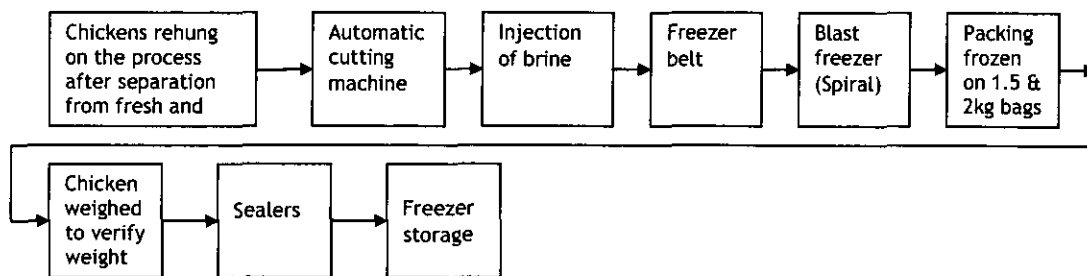 Chickens rehung
on the process
after separation
from fresh and
Automatic
cutting
machine
Injection
of brine
Freezer
belt
Blast
freezer
(Spiral)
Packing
frozen
on 1.5 &
2kg bags
Chicken
weighed
to verify
weight
Sealers
Freezer
storage